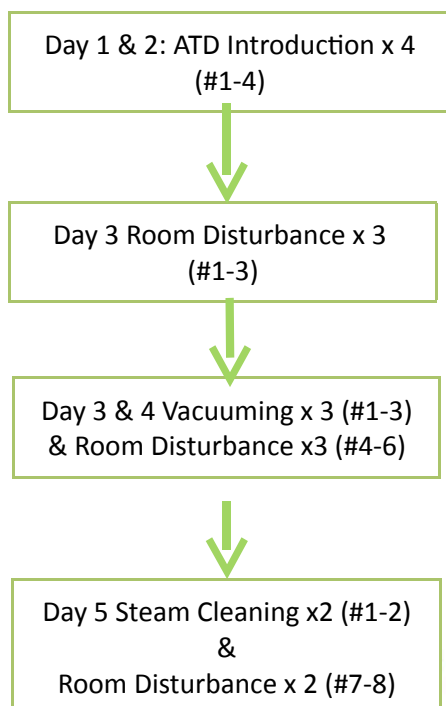 Day 1 & 2: ATD Introduction x 4
(#1-4)
Day 3 Room Disturbance x 3
(#1-3)
Day 3 & 4 Vacuuming x 3 (#1-3)
& Room Disturbance x3 (#4-6)
Day 5 Steam Cleaning x2 (#1-2)
&
Room Disturbance x 2 (#7-8)